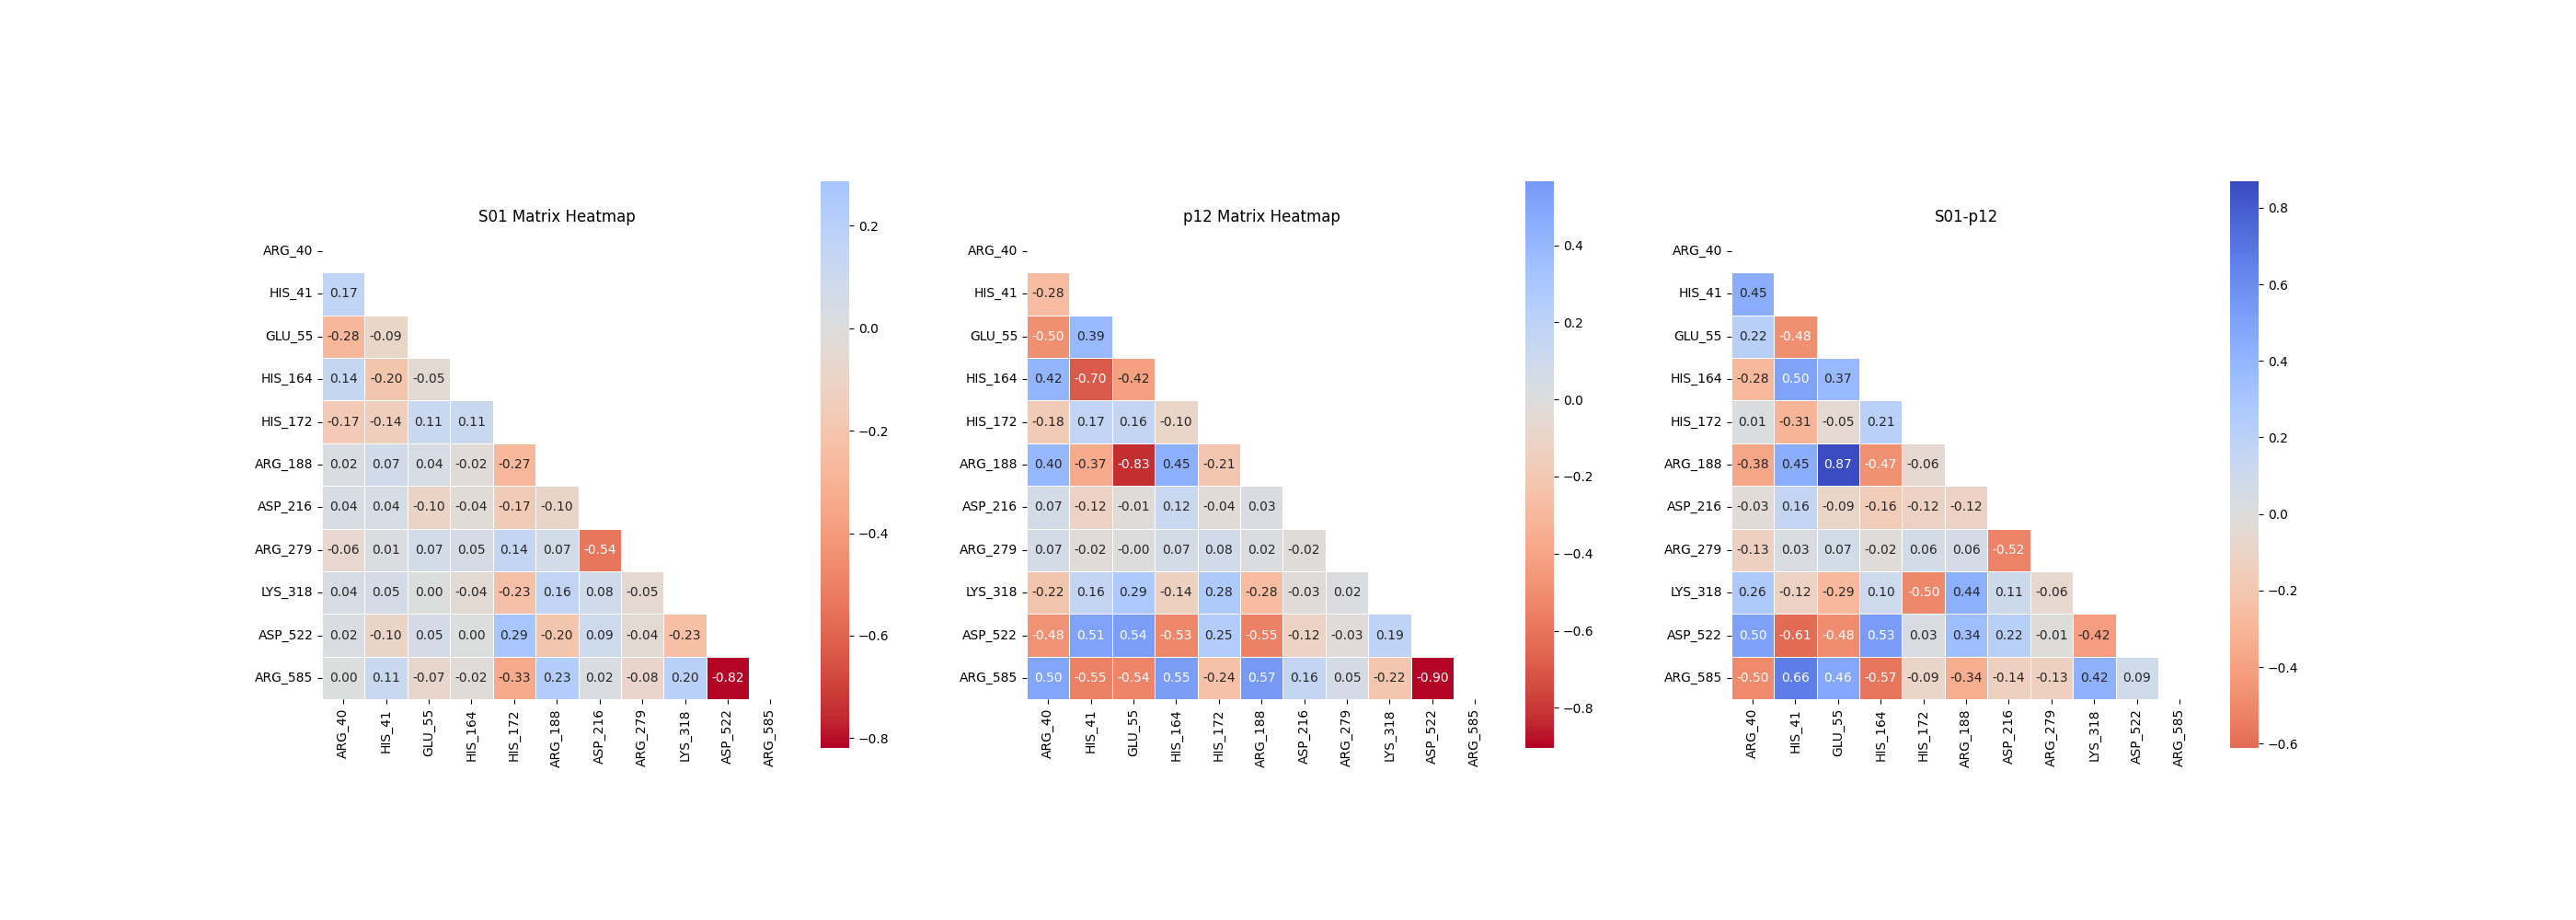 S01 Matrix Heatmap
ARG_40
HIS_41 0.17
GLU_55 -0.28 -0.09
HIS_164 0.14 -0.20 -0.05
HIS_172 -0.17 -0.14 0.11 0.11
ARG_188 0.02 0.07 0.04 -0.02 -0.27
ASP_216 0.04 0.04 -0.10 -0.04 -0.17 -0.10
ARG_279 -0.06 0.01 0.07 0.05 0.14 0.07 -0.54
LYS_318 0.04 0.05 0.00 -0.04 -0.23 0.16 0.08 -0.05
ASP_522 0.02 -0.10 0.05 0.00 0.29 -0.20 0.09 -0.04 -0.23
ARG_585 0.00 0.11 -0.07 -0.02 -0.33 0.23 0.02 -0.08 0.20 -0.82
ARG_40 HIS_41 GLU_55 HIS_164 HIS_172 ARG_188 ASP_216 ARG_279 LYS_318 ASP_522 ARG_585
0.2
0.0
−0.2
−0.4
−0.6
−0.8
p12 Matrix Heatmap
ARG_40
HIS_41 -0.28
GLU_55 -0.50 0.39
HIS_164 0.42 -0.70 -0.42
HIS_172 -0.18 0.17 0.16 -0.10
ARG_188 0.40 -0.37 -0.83 0.45 -0.21
ASP_216 0.07 -0.12 -0.01 0.12 -0.04 0.03
ARG_279 0.07 -0.02 -0.00 0.07 0.08 0.02 -0.02
LYS_318 -0.22 0.16 0.29 -0.14 0.28 -0.28 -0.03 0.02
ASP_522 -0.48 0.51 0.54 -0.53 0.25 -0.55 -0.12 -0.03 0.19
ARG_585 0.50 -0.55 -0.54 0.55 -0.24 0.57 0.16 0.05 -0.22 -0.90
ARG_40 HIS_41 GLU_55 HIS_164 HIS_172 ARG_188 ASP_216 ARG_279 LYS_318 ASP_522 ARG_585
0.4
0.2
0.0
−0.2
−0.4
−0.6
−0.8
S01-p12
ARG_40
HIS_41 0.45
GLU_55 0.22 -0.48
HIS_164 -0.28 0.50 0.37
HIS_172 0.01 -0.31 -0.05 0.21
ARG_188 -0.38 0.45 0.87 -0.47 -0.06
ASP_216 -0.03 0.16 -0.09 -0.16 -0.12 -0.12
ARG_279 -0.13 0.03 0.07 -0.02 0.06 0.06 -0.52
LYS_318 0.26 -0.12 -0.29 0.10 -0.50 0.44 0.11 -0.06
ASP_522 0.50 -0.61 -0.48 0.53 0.03 0.34 0.22 -0.01 -0.42
ARG_585 -0.50 0.66 0.46 -0.57 -0.09 -0.34 -0.14 -0.13 0.42 0.09
ARG_40 HIS_41 GLU_55 HIS_164 HIS_172 ARG_188 ASP_216 ARG_279 LYS_318 ASP_522 ARG_585
0.8
0.6
0.4
0.2
0.0
−0.2
−0.4
−0.6